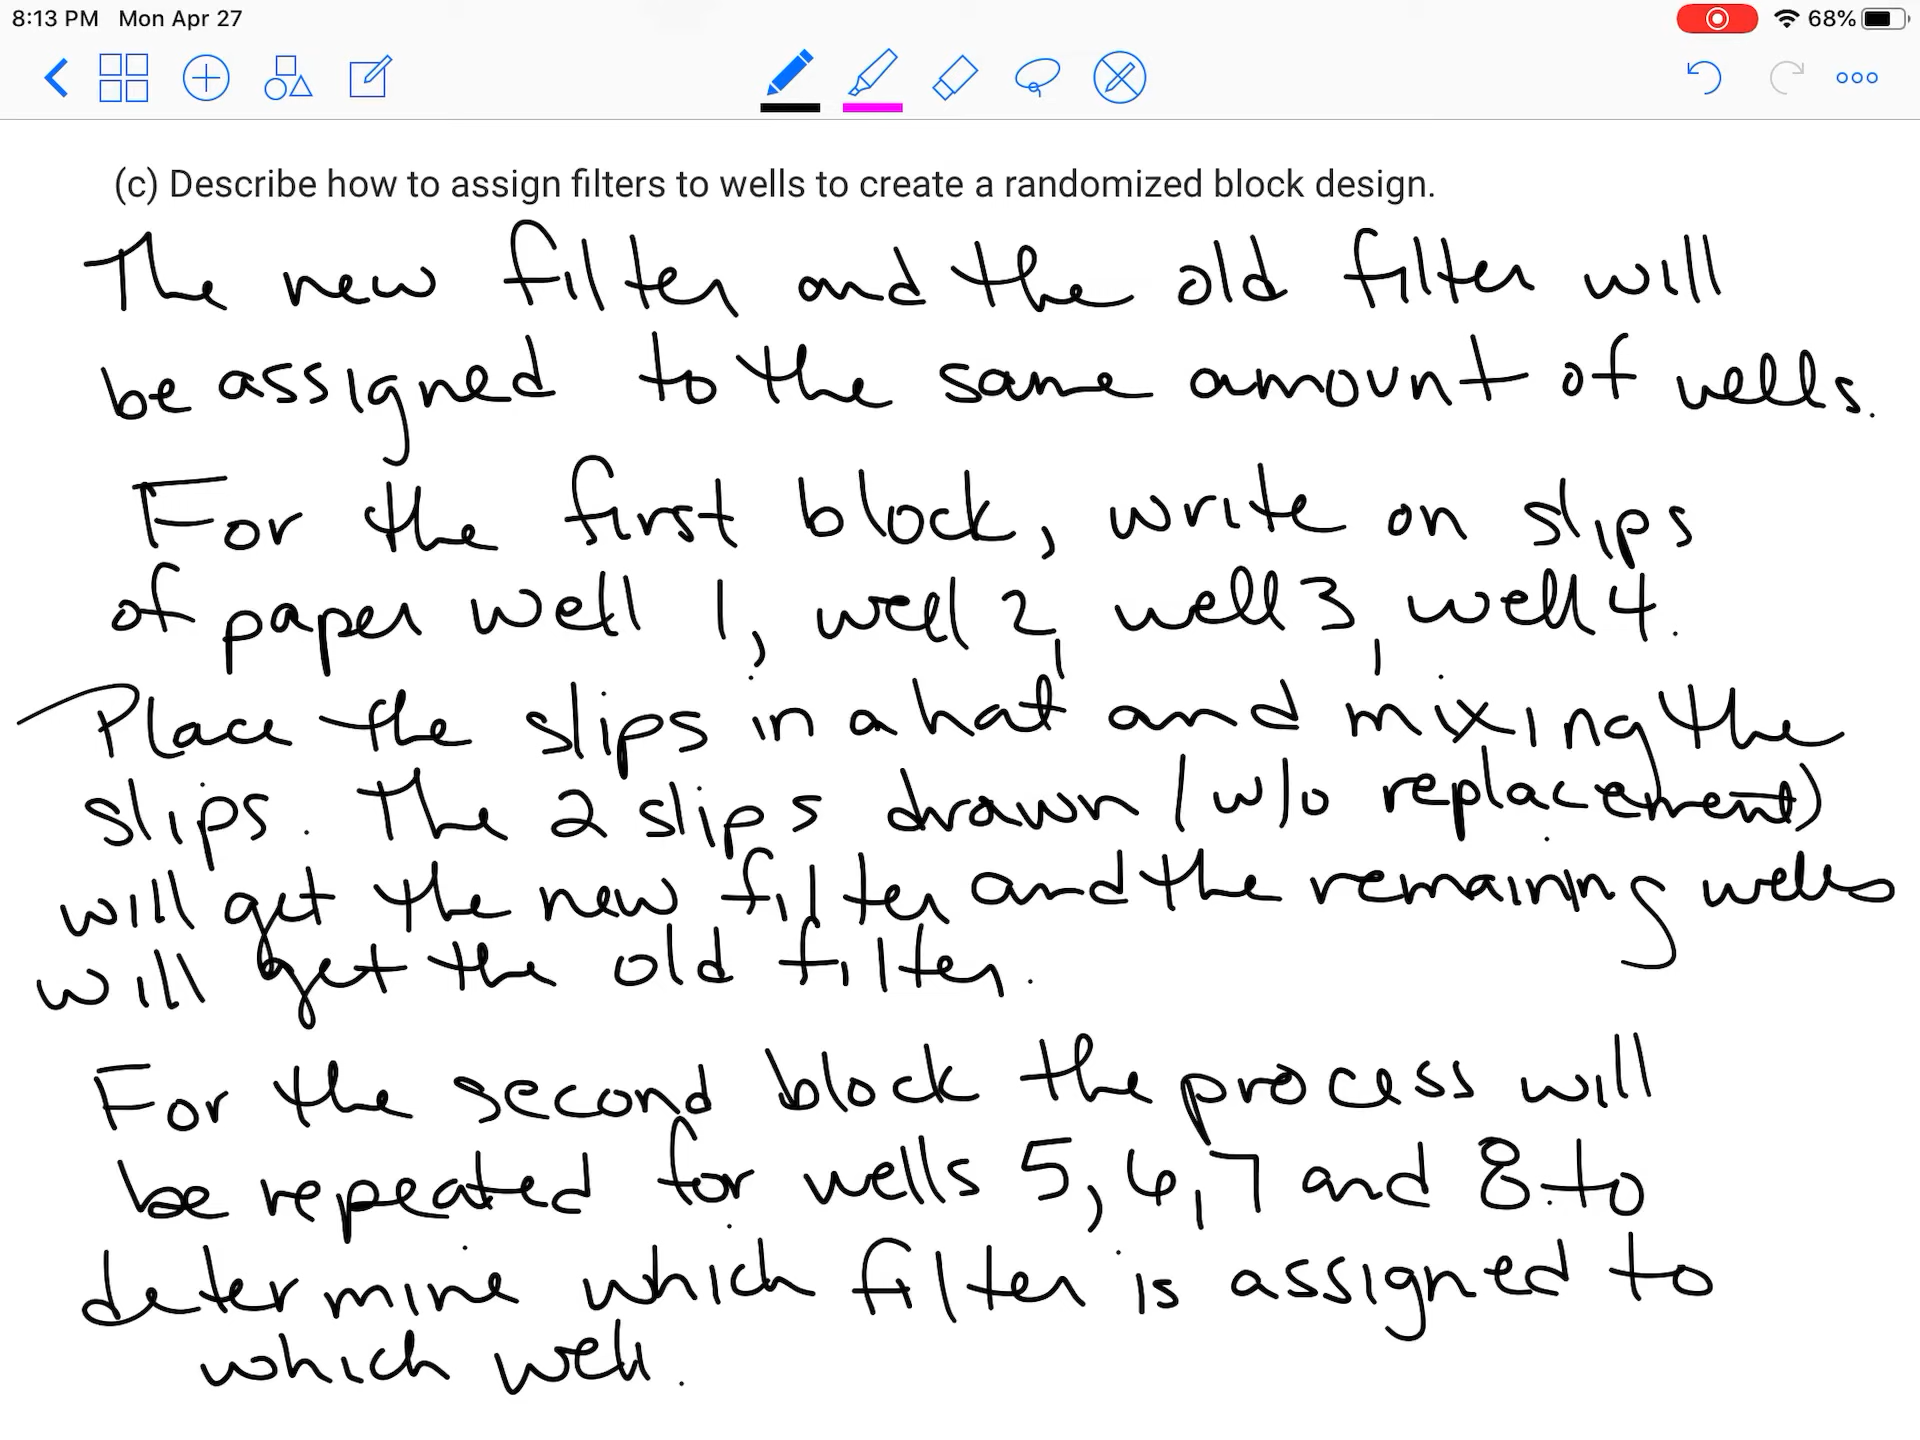 8:13 PM Mon Apr 27
68%
(c) Describe how to assign filters to wells to create a randomized block design.
The new filter and the old filter will
be assigned to the same amount of wells.
For the first block, write on slips
of paper well 1, well 2, well 3, well 4.
Place the slips in a hat and mixing the
slips. The 2 slips drawn (w/o replacement)
will get the new filter and the remaining wells
will get the old filter.
For the second block the process will
be repeated for wells 5, 6, 7 and 8 to
determine which filter is assigned to
which well.